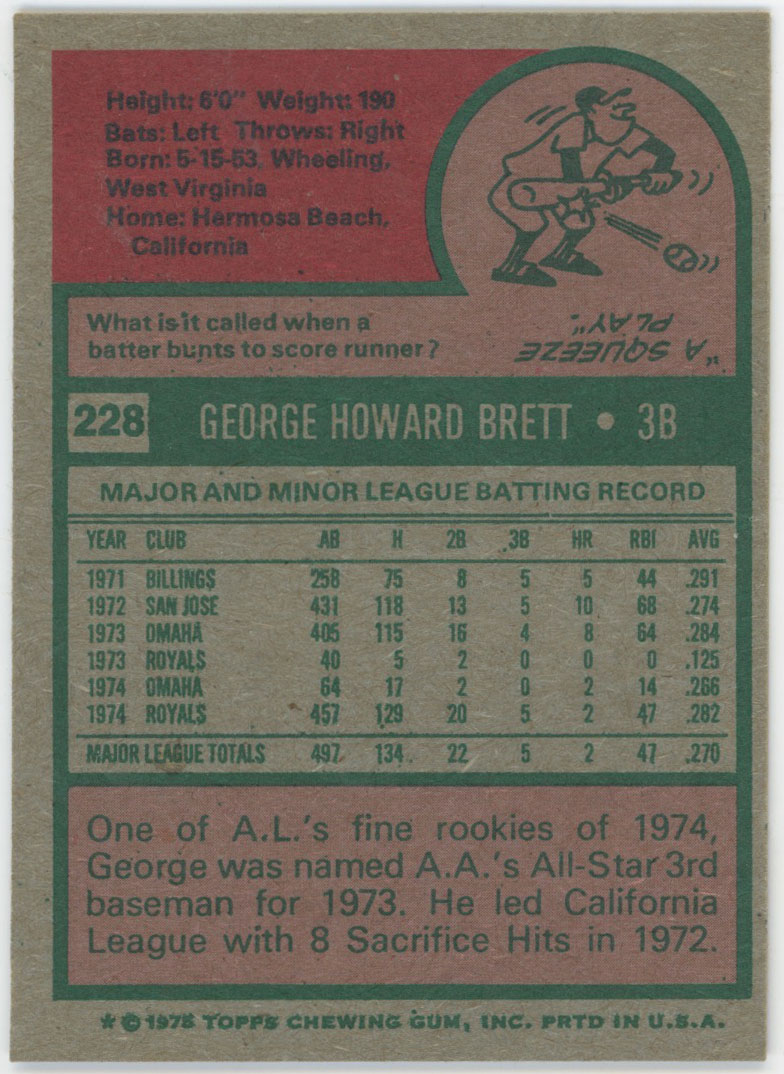 Height: 6'0" Weight: 190
Bats: Left Throws: Right
Born: 5-15-53, Wheeling,
West Virginia
Home: Hermosa Beach,
California
What is it called when a
batter bunts to score runner?
"A SQUEEZE
PLAY".
228 GEORGE HOWARD BRETT • 3B
MAJOR AND MINOR LEAGUE BATTING RECORD
YEAR CLUB AB H 2B 3B HR RBI AVG
1971 BILLINGS 258 75 8 5 5 44 .291
1972 SAN JOSE 431 118 13 5 10 68 .274
1973 OMAHA 405 115 16 4 8 64 .284
1973 ROYALS 40 5 2 0 0 0 .125
1974 OMAHA 64 17 2 0 2 14 .266
1974 ROYALS 457 129 20 5 2 47 .282
MAJOR LEAGUE TOTALS 497 134 22 5 2 47 .270
One of A.L.'s fine rookies of 1974,
George was named A.A.'s All-Star 3rd
baseman for 1973. He led California
League with 8 Sacrifice Hits in 1972.
* © 1975 TOPPS CHEWING GUM, INC. PRTD IN U.S.A.